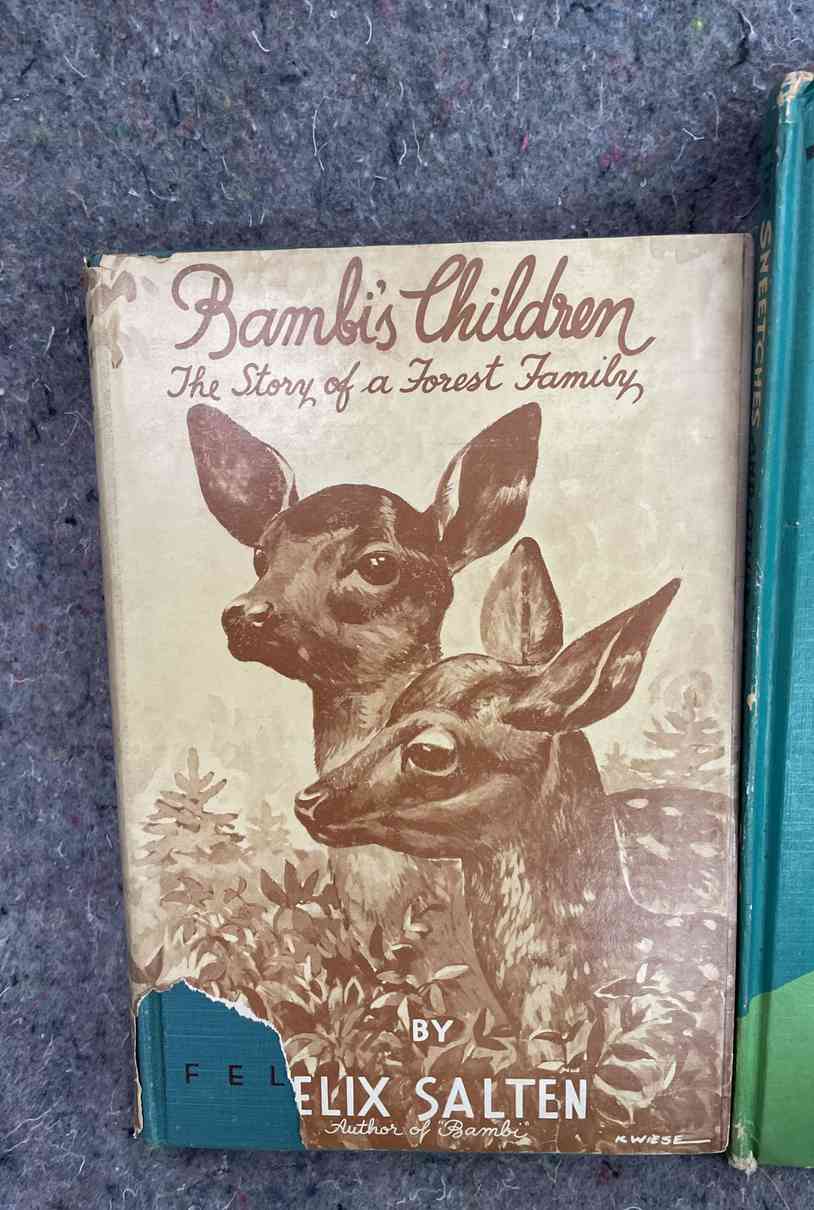 Bambi's Children
The Story of a Forest Family
BY
FEL
ELIX SALTEN
Author of "Bambi"
K. WIESE
SNEETCHES